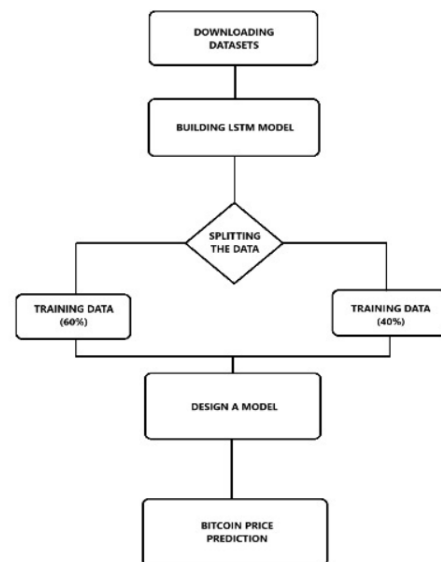 DOWNLOADING
DATASETS
BUILDING LSTM MODEL
SPLITTING
THE DATA
TRAINING DATA
(60%)
TRAINING DATA
(40%)
DESIGN A MODEL
BITCOIN PRICE
PREDICTION